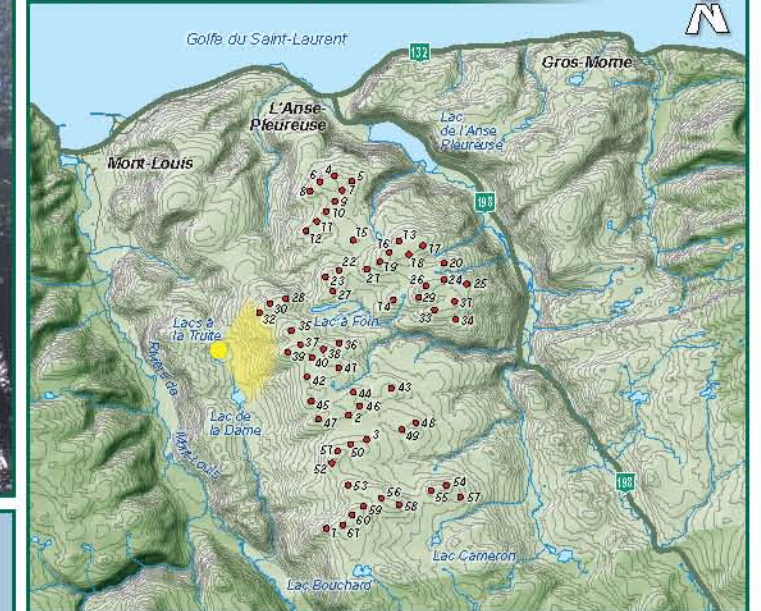 N
Golfe du Saint-Laurent
132
Gros-Morne
L'Anse-
Pleureuse
Lac
de l'Anse
Pleureuse
Mont-Louis
198
6 4 5
8 7
9
10
11
12
15 13
16 17
22 19 18 20
23 21 26 24 25
28 27 14 29 31
30 33 34
32
Lacs à
la Truite
35 Lac à Foin
37 36
39 38
40 41
42
Rivière de
Mont-Louis
44 43
45 46
47 2 48
49
Lac de
la Dame
3
51 50
52
53 54
56 55 57
59 58
60
1 61
198
Lac Cameron
Lac Bouchard